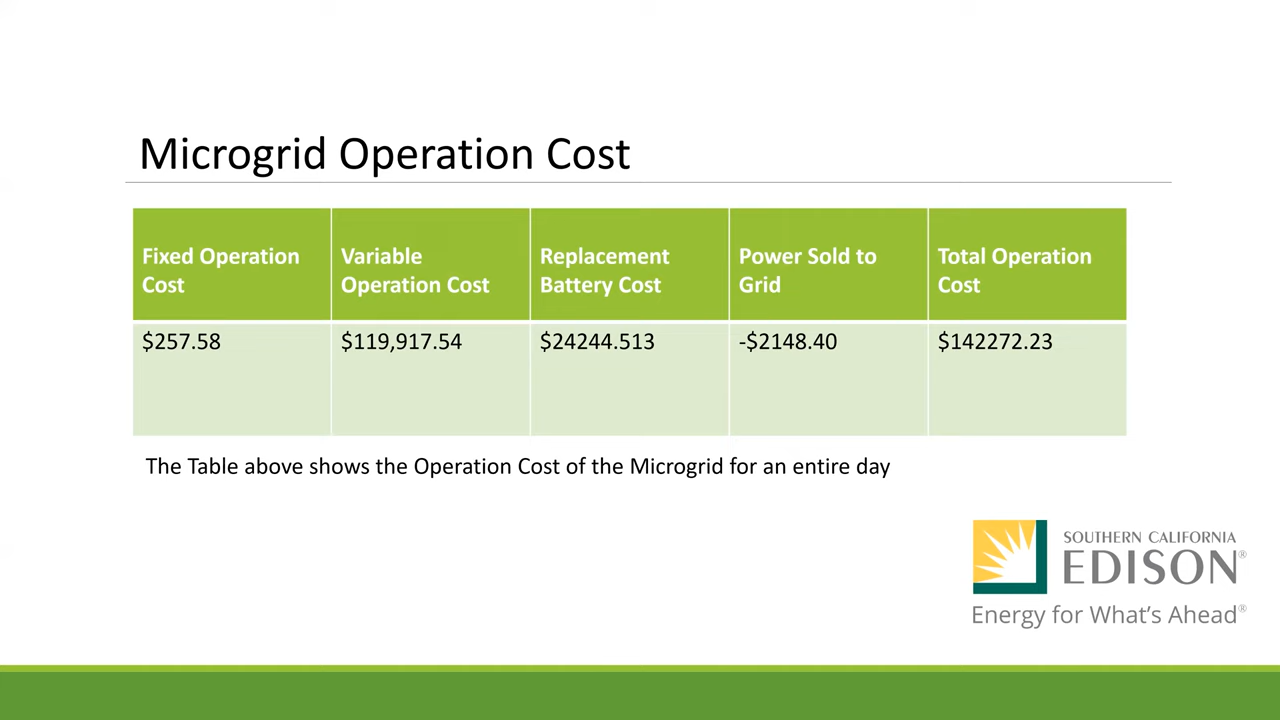 Microgrid Operation Cost
Fixed Operation
Cost
Variable
Operation Cost
Replacement
Battery Cost
Power Sold to
Grid
Total Operation
Cost
$257.58
$119,917.54
$24244.513
-$2148.40
$142272.23
The Table above shows the Operation Cost of the Microgrid for an entire day
SOUTHERN CALIFORNIA
EDISON®
Energy for What's Ahead®